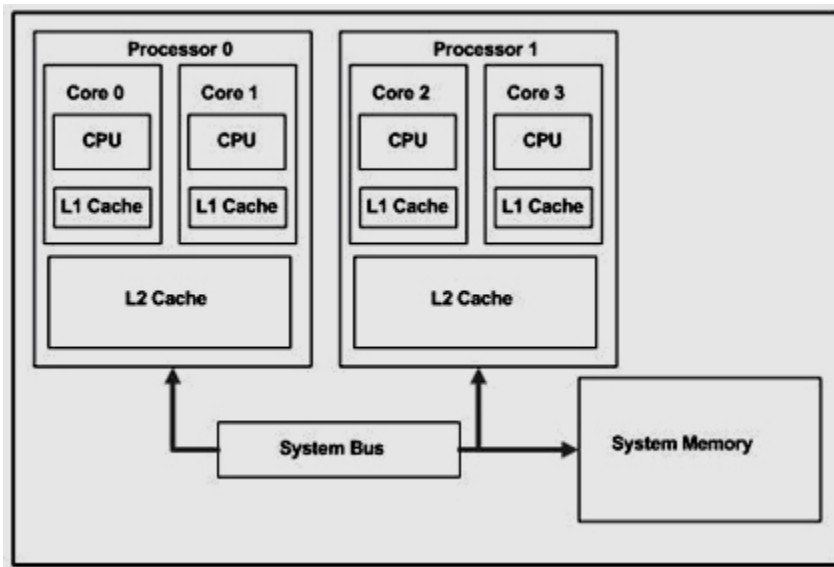 Processor 0
Processor 1
Core 0
Core 1
Core 2
Core 3
CPU
CPU
CPU
CPU
L1 Cache
L1 Cache
L1 Cache
L1 Cache
L2 Cache
L2 Cache
System Bus
System Memory